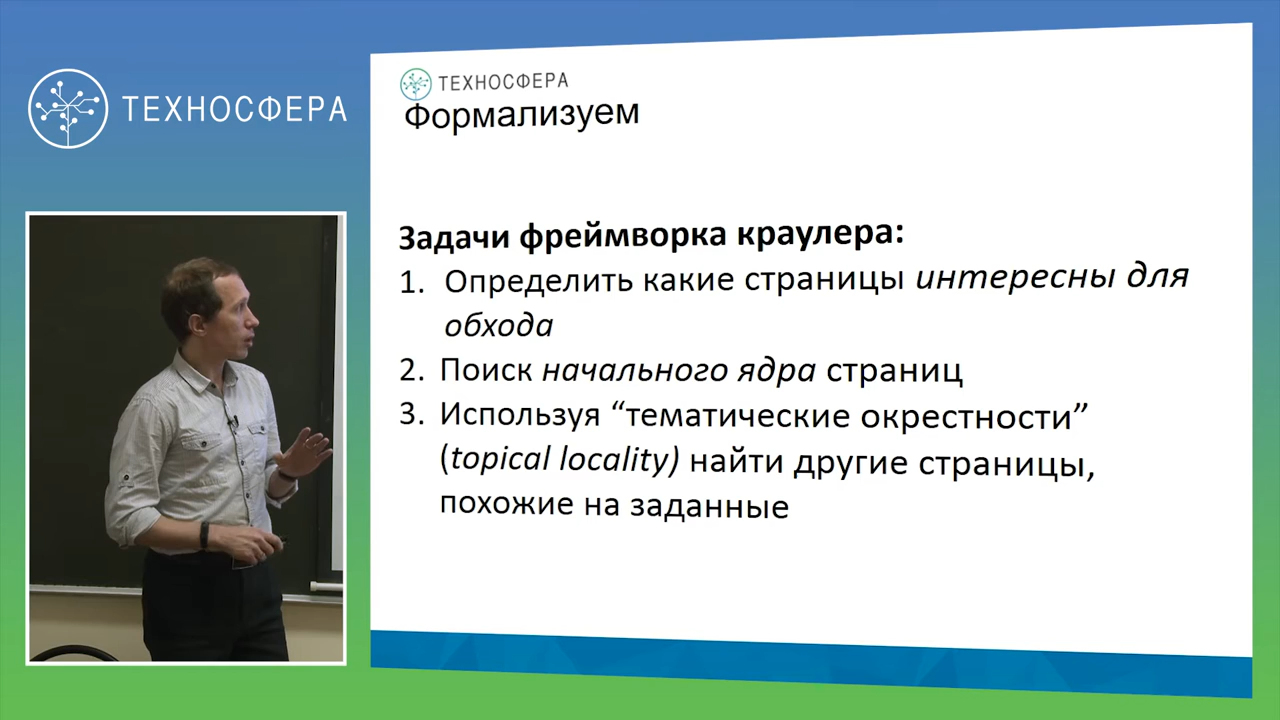 ТЕХНОСФЕРА
ТЕХНОСФЕРА
Формализуем
Задачи фреймворка краулера:
1. Определить какие страницы интересны для
обхода
2. Поиск начального ядра страниц
3. Используя “тематические окрестности”
(topical locality) найти другие страницы,
похожие на заданные